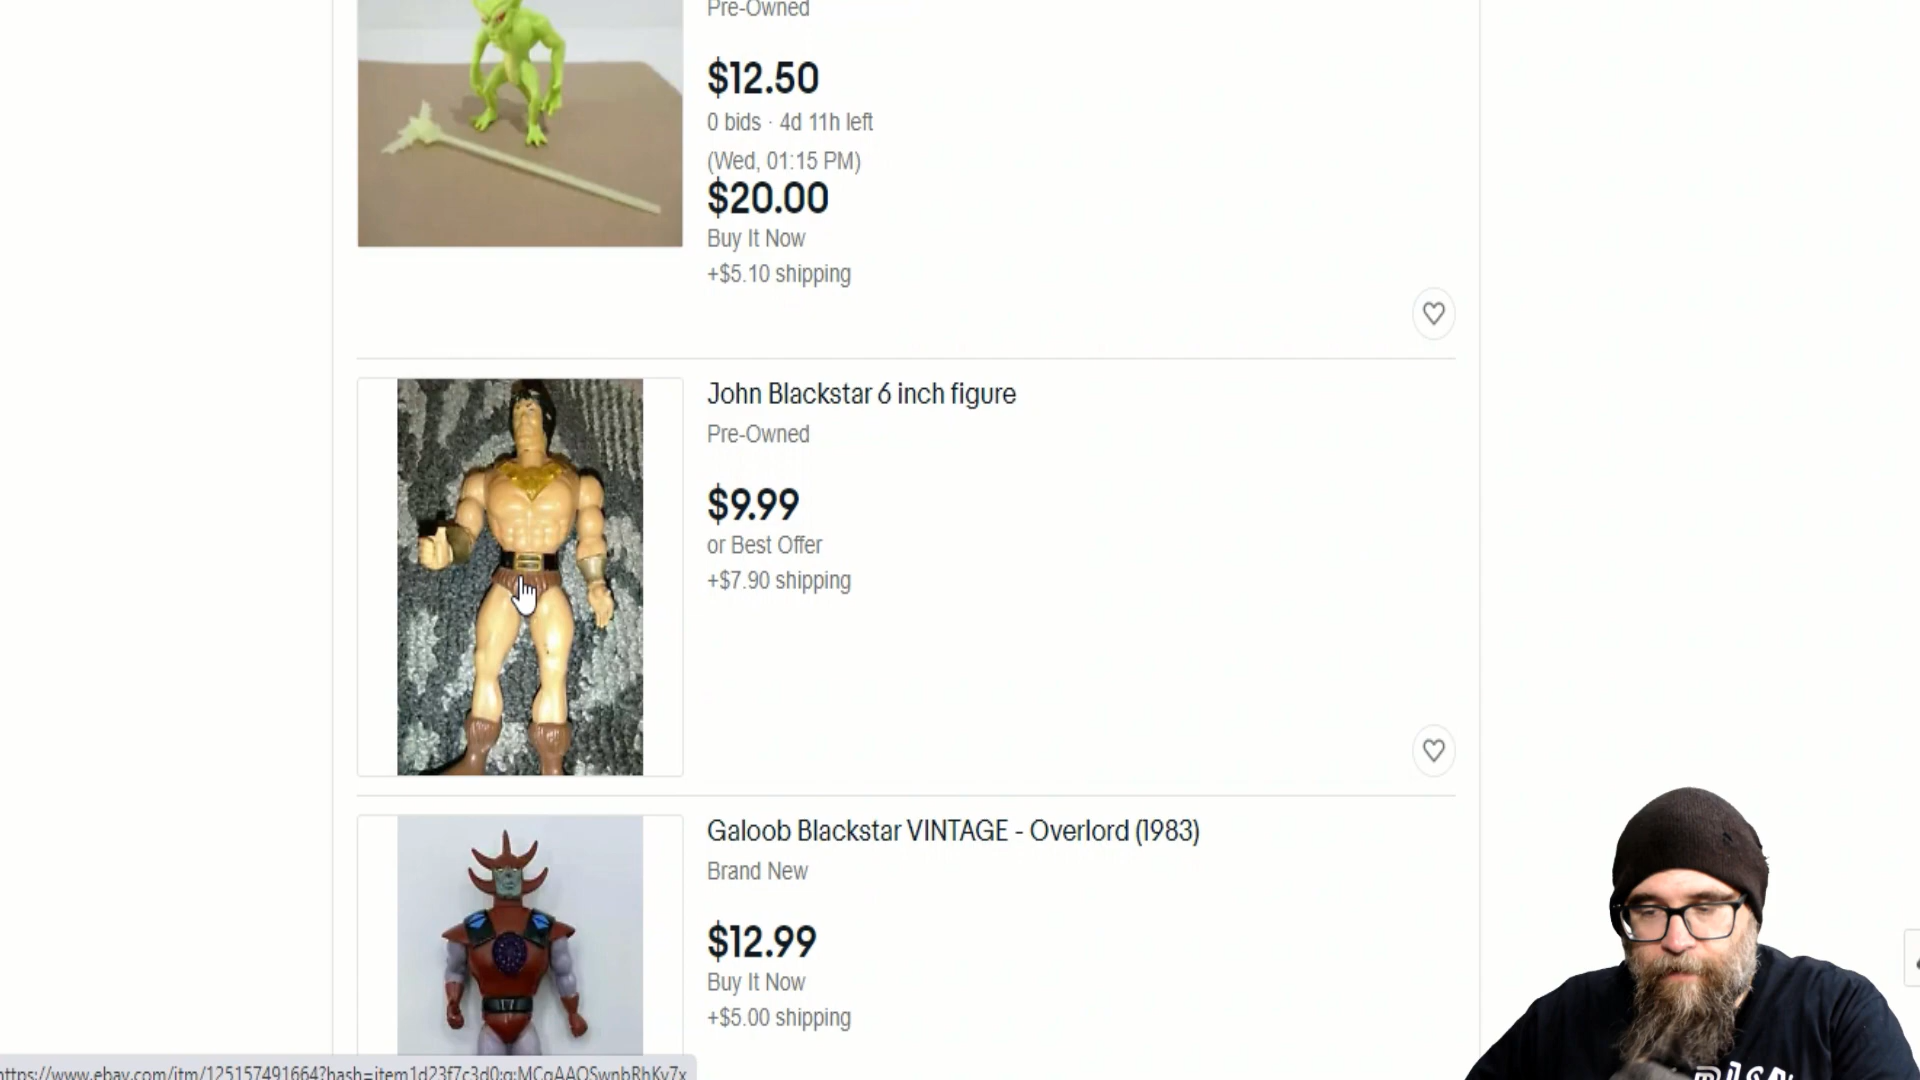 Pre-Owned
$12.50
0 bids · 4d 11h left
(Wed, 01:15 PM)
$20.00
Buy It Now
+$5.10 shipping
John Blackstar 6 inch figure
Pre-Owned
$9.99
or Best Offer
+$7.90 shipping
Galoob Blackstar VINTAGE - Overlord (1983)
Brand New
$12.99
Buy It Now
+$5.00 shipping